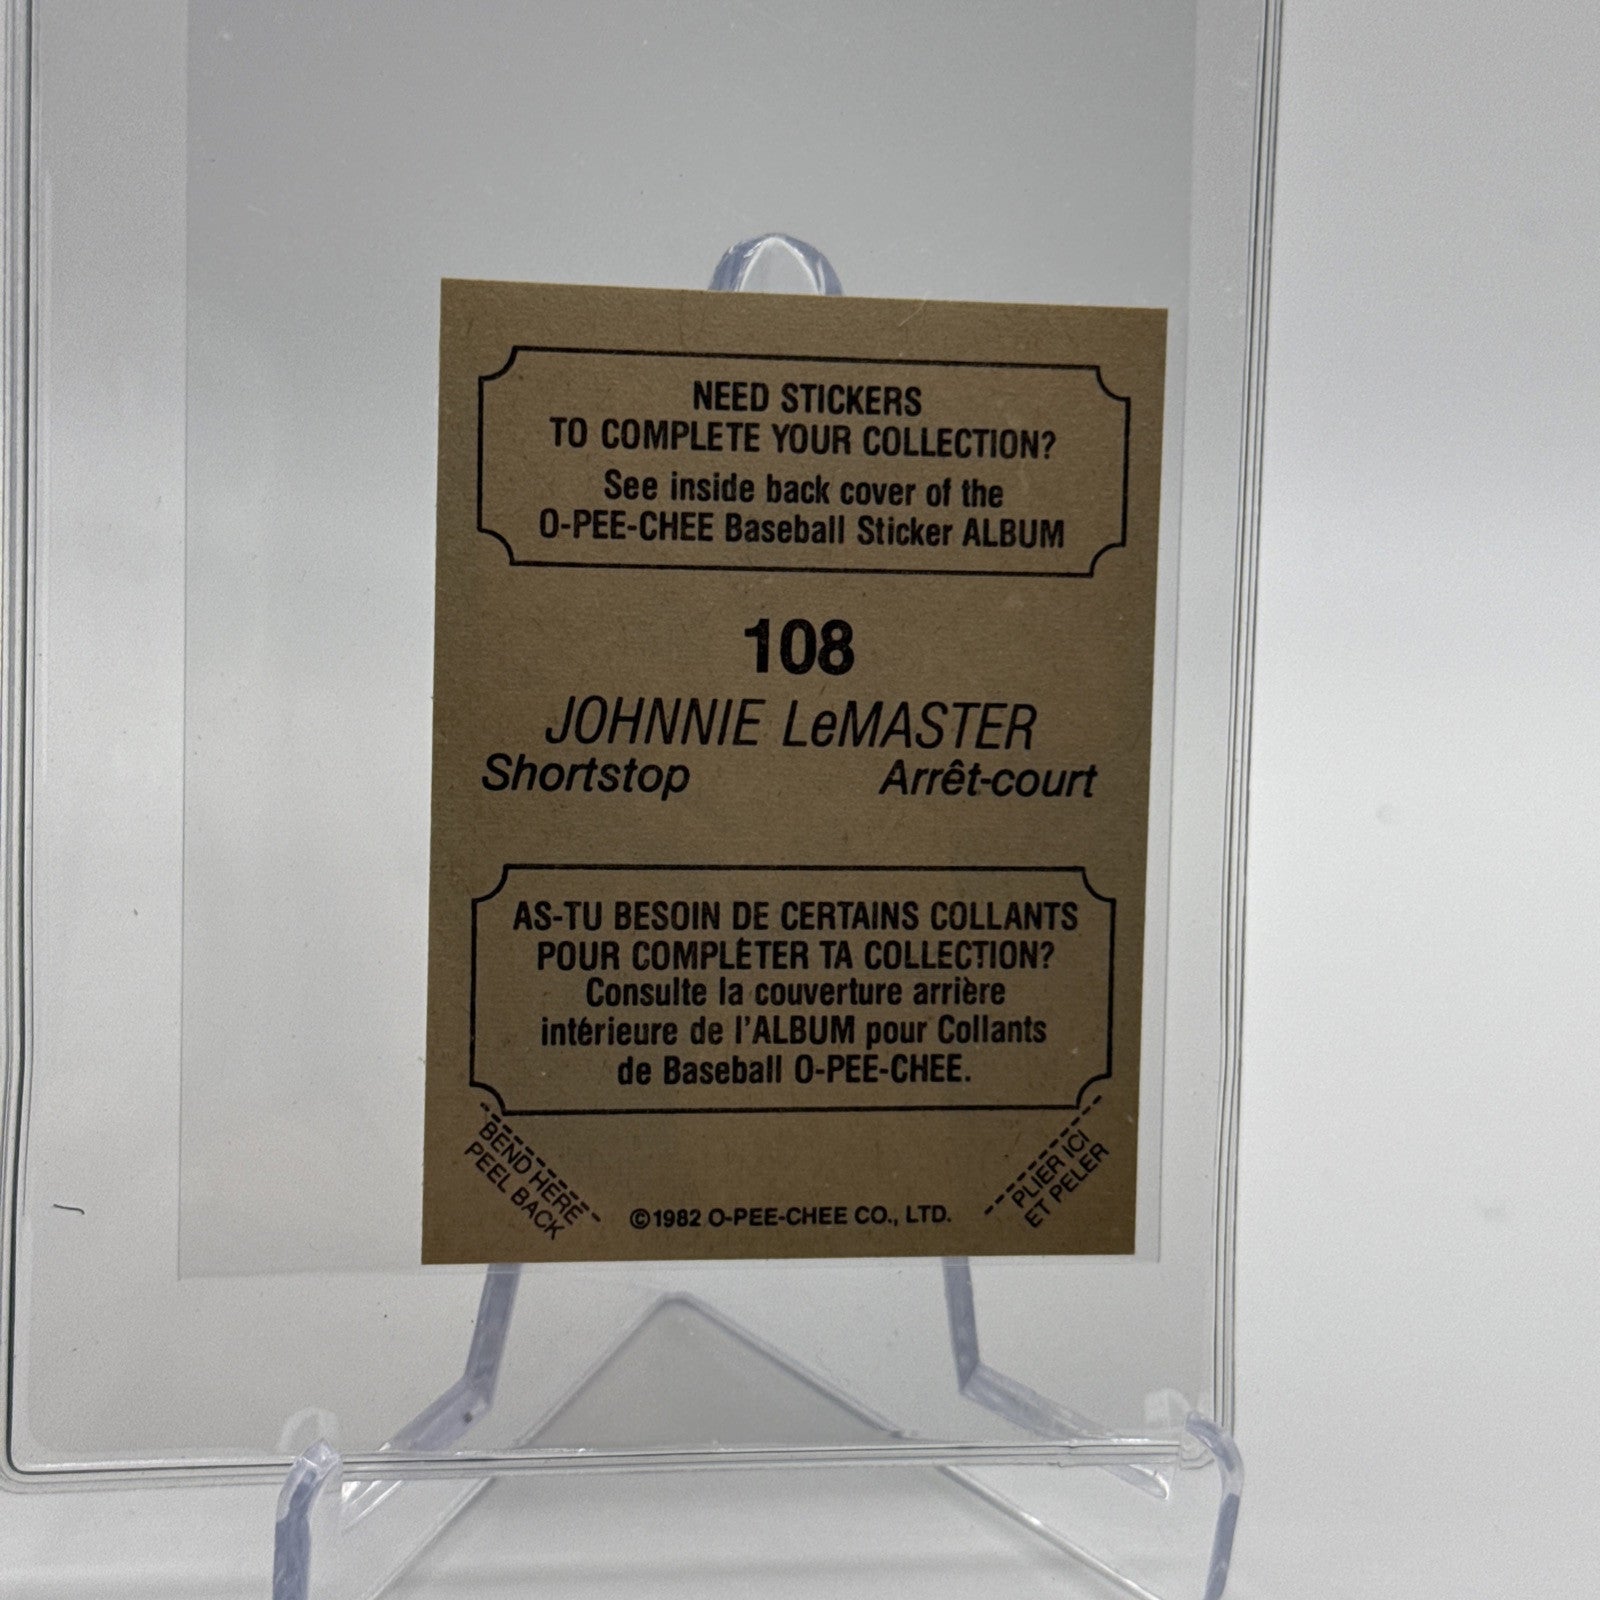 NEED STICKERS
TO COMPLETE YOUR COLLECTION?
See inside back cover of the
O-PEE-CHEE Baseball Sticker ALBUM
108
JOHNNIE LeMASTER
Shortstop Arrêt-court
AS-TU BESOIN DE CERTAINS COLLANTS
POUR COMPLÉTER TA COLLECTION?
Consulte la couverture arrière
intérieure de l'ALBUM pour Collants
de Baseball O-PEE-CHEE.
BEND HERE
PEEL BACK
©1982 O-PEE-CHEE CO., LTD.
PLIER ICI
ET PELER